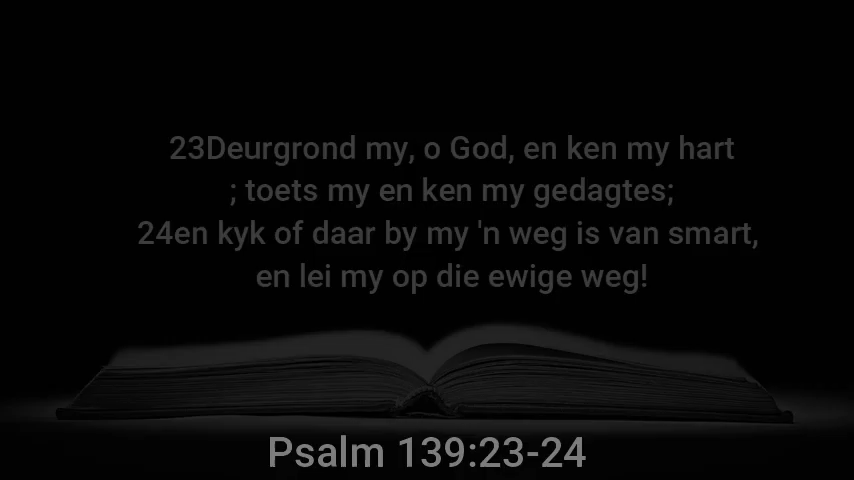 23Deurgrond my, o God, en ken my hart
; toets my en ken my gedagtes;
24en kyk of daar by my 'n weg is van smart,
en lei my op die ewige weg!
Psalm 139:23-24